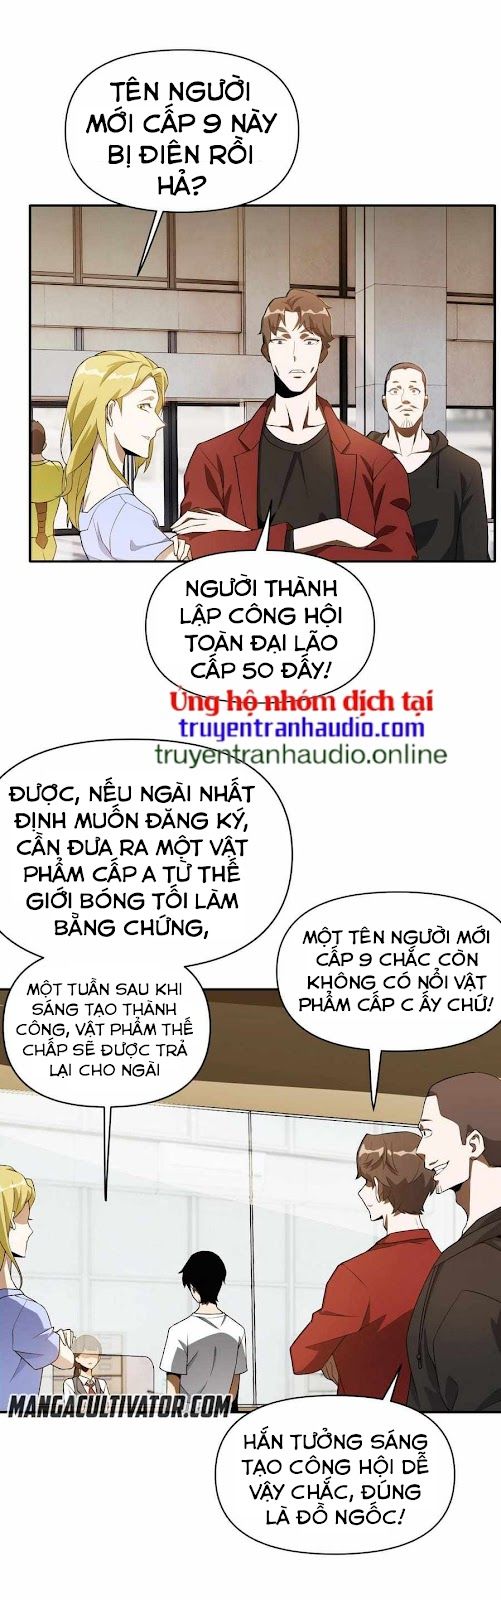 TÊN NGƯỜI
MỚI CẤP 9 NÀY
BỊ ĐIÊN RỒI
HẢ?
NGƯỜI THÀNH
LẬP CÔNG HỘI
TOÀN ĐẠI LÃO
CẤP 50 ĐẤY!
Ủng hộ nhóm dịch tại
truyentranhaudio.com
truyentranhaudio.online
ĐƯỢC, NẾU NGÀI NHẤT
ĐỊNH MUỐN ĐĂNG KÝ,
CẦN ĐƯA RA MỘT VẬT
PHẨM CẤP A TỪ THẾ
GIỚI BÓNG TỐI LÀM
BẰNG CHỨNG,
MỘT TÊN NGƯỜI MỚI
CẤP 9 CHẮC CÒN
KHÔNG CÓ NỔI VẬT
PHẨM CẤP C ẤY CHỨ!
MỘT TUẦN SAU KHI
SÁNG TẠO THÀNH
CÔNG, VẬT PHẨM THẾ
CHẤP SẼ ĐƯỢC TRẢ
LẠI CHO NGÀI
MANGACULTIVATOR.COM
HẮN TƯỞNG SÁNG
TẠO CÔNG HỘI DỄ
VẬY CHẮC, ĐÚNG
LÀ ĐỒ NGỐC!